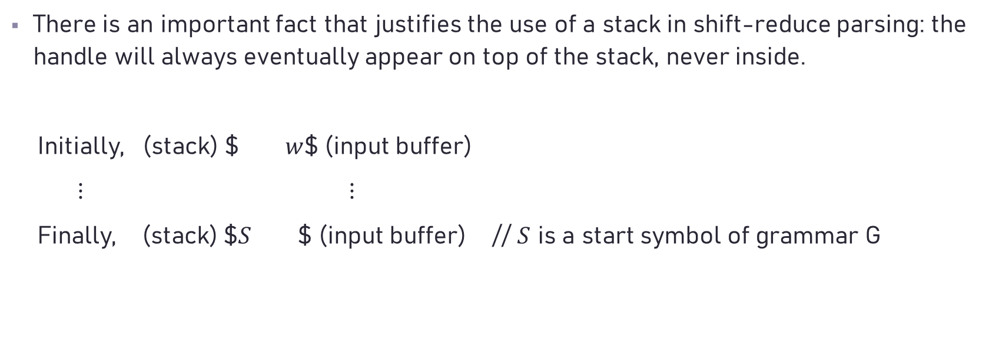 ▪ There is an important fact that justifies the use of a stack in shift-reduce parsing: the
handle will always eventually appear on top of the stack, never inside.
Initially, (stack) $ w$ (input buffer)
⋮ ⋮
Finally, (stack) $S $ (input buffer) // S is a start symbol of grammar G